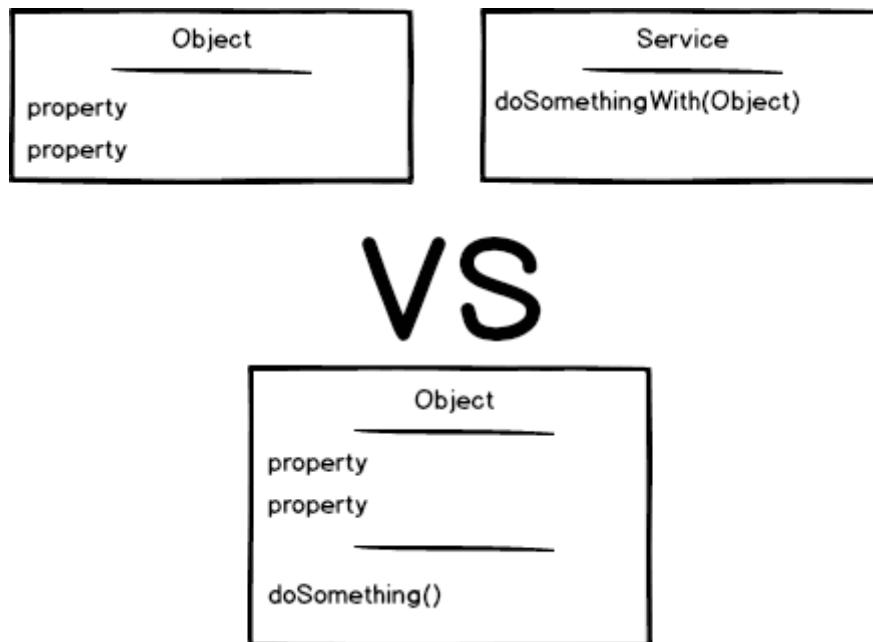 Object
property
property
Service
doSomethingWith(Object)
VS
Object
property
property
doSomething()